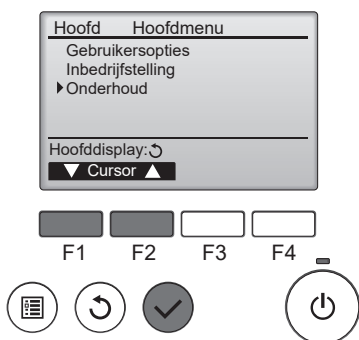 Hoofd Hoofdmenu
Gebruikersopties
Inbedrijfstelling
Onderhoud
Hoofddisplay:
Cursor
F1 F2 F3 F4